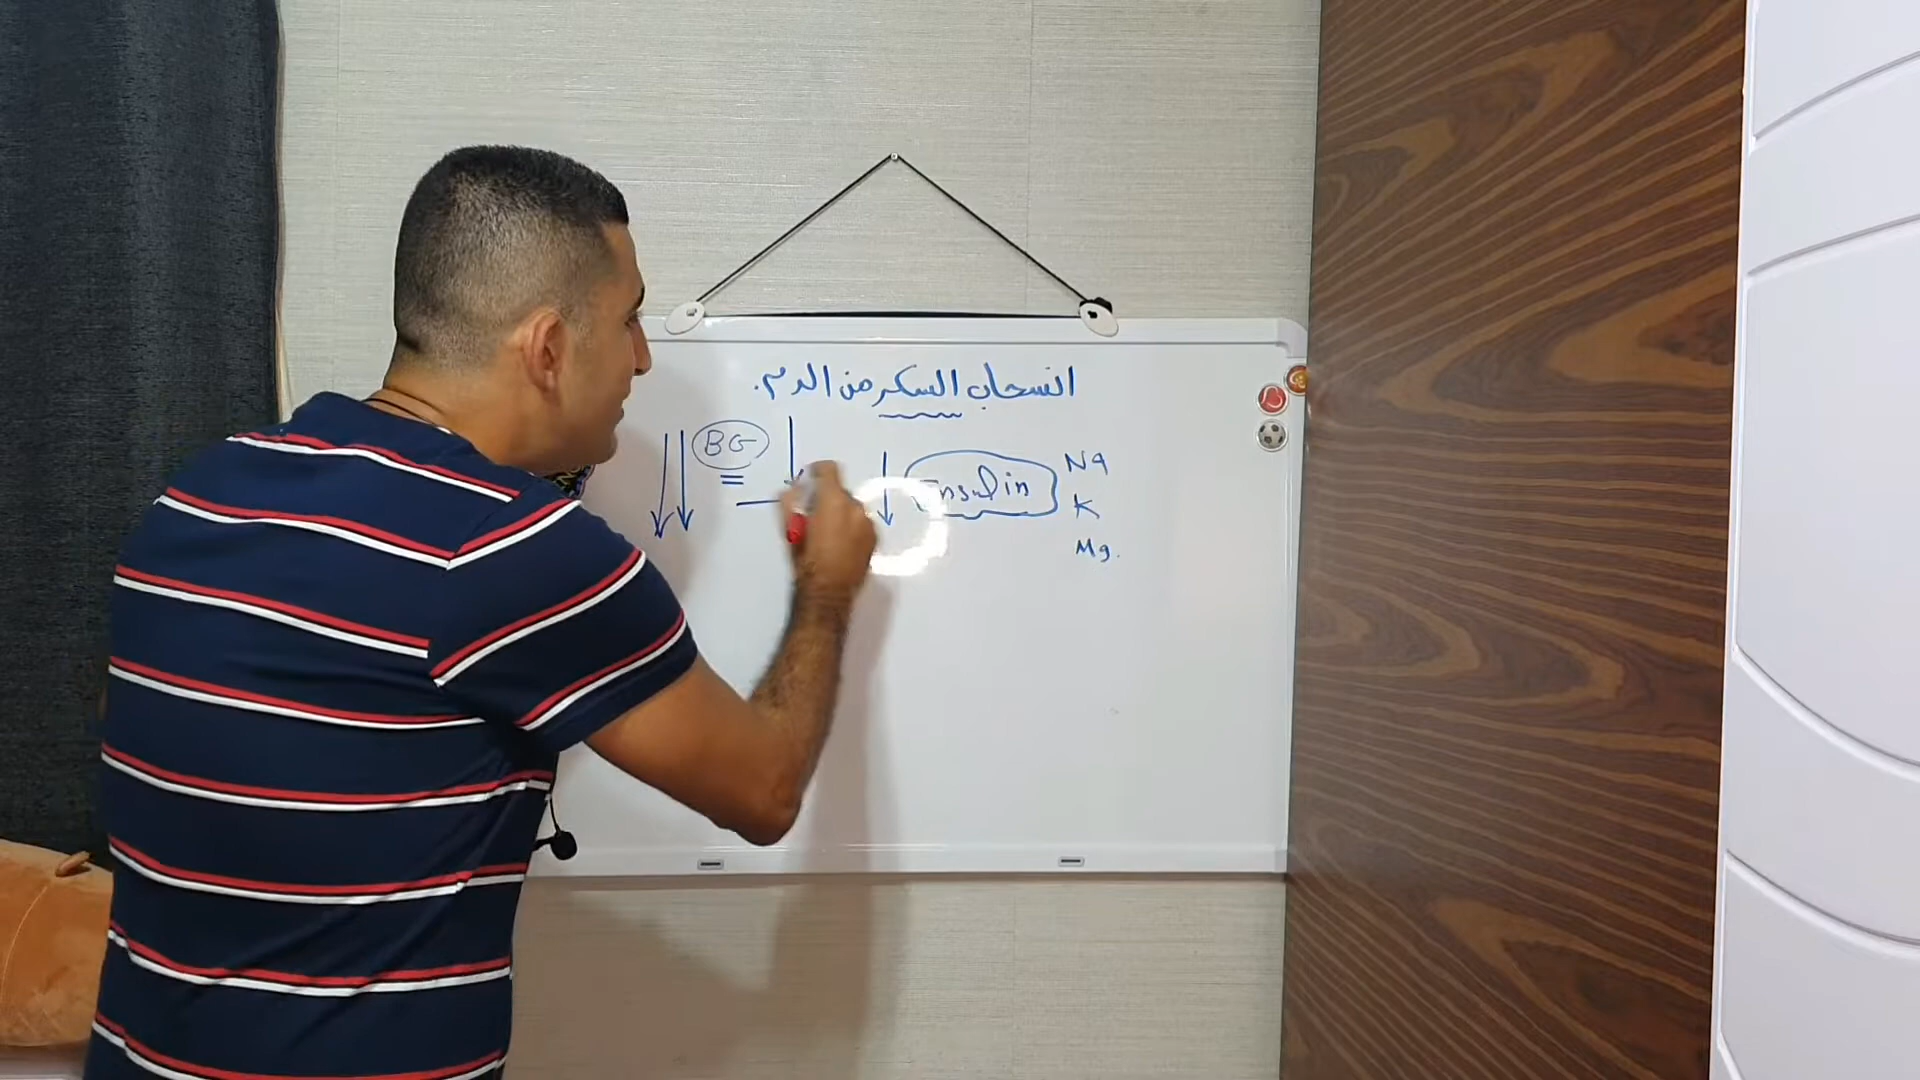 انسحاب السكر من الدم.
BG
Insulin
Na
K
Mg.